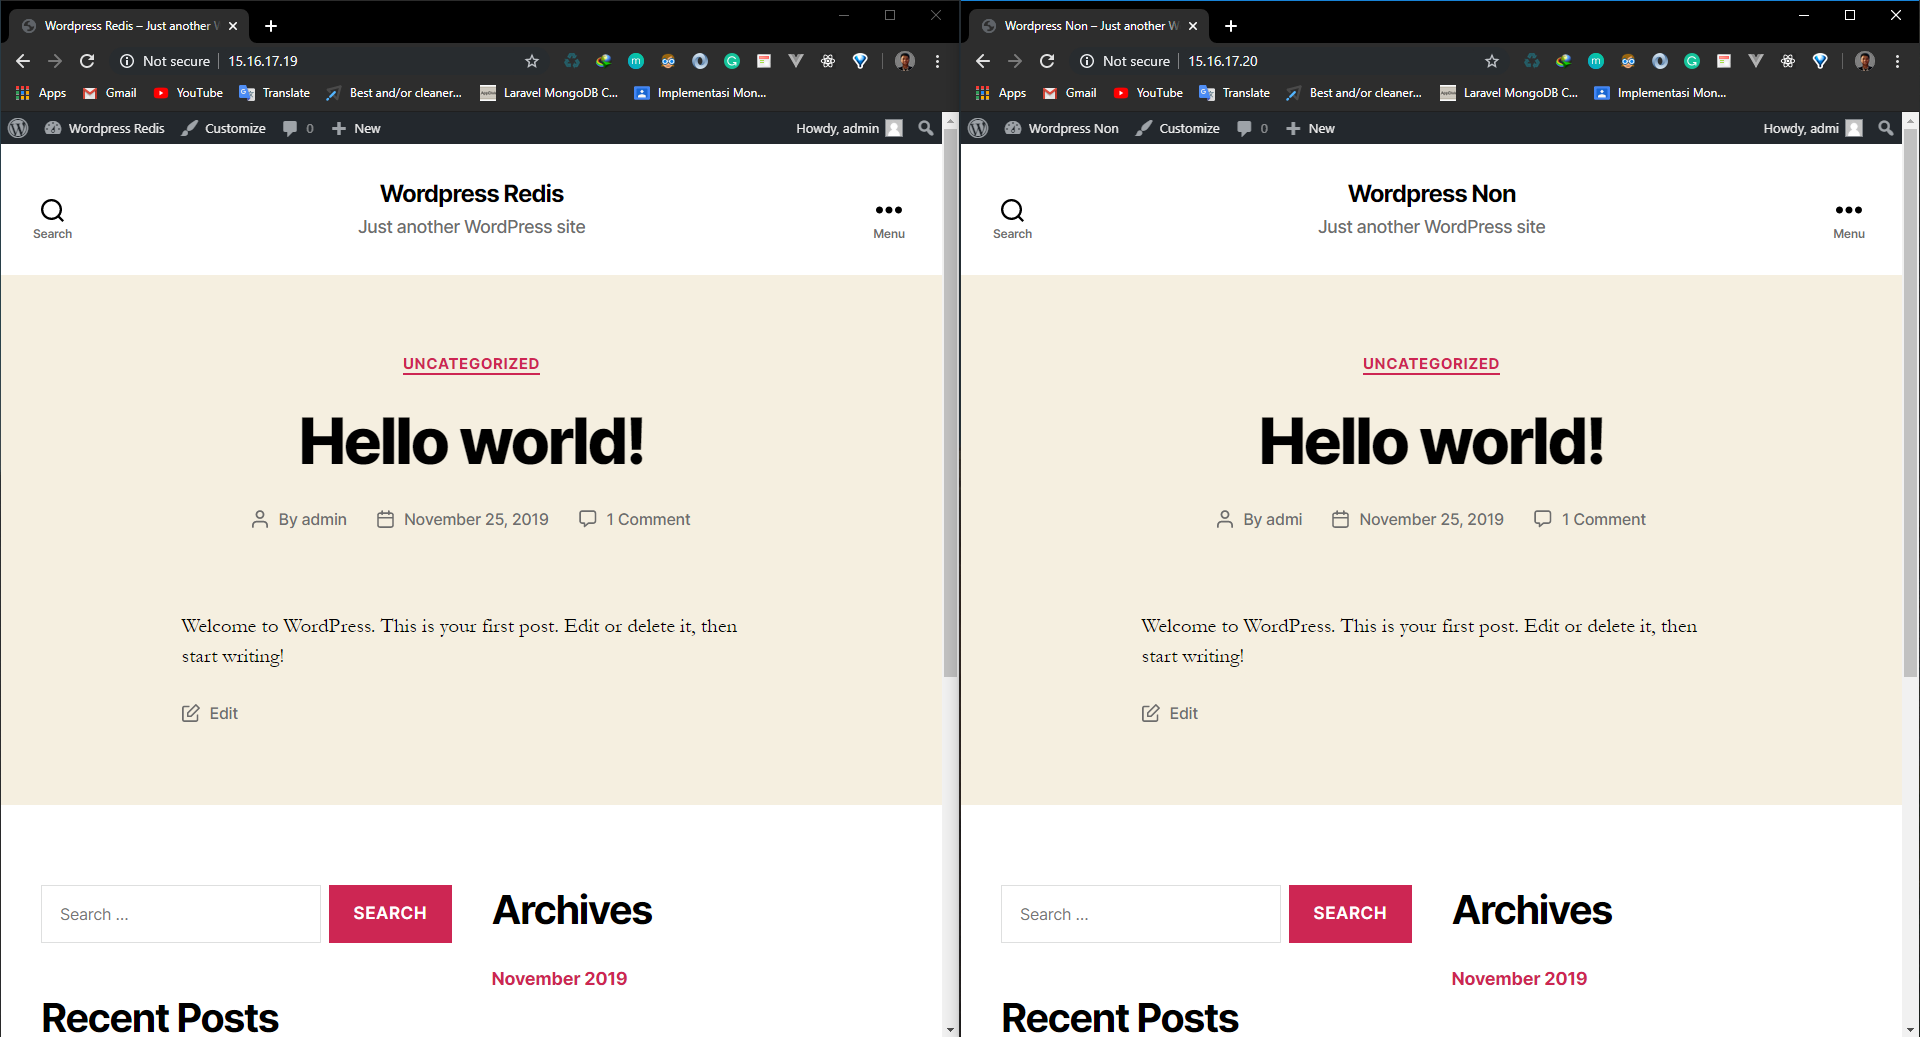 Wordpress Redis – Just another W
Not secure
15.16.17.19
Apps
Gmail
YouTube
Translate
Best and/or cleaner...
Laravel MongoDB C...
Implementasi Mon...
Wordpress Redis
Customize
0
New
Howdy, admin
Search
Wordpress Redis
Just another WordPress site
Menu
UNCATEGORIZED
Hello world!
By admin
November 25, 2019
1 Comment
Welcome to WordPress. This is your first post. Edit or delete it, then
start writing!
Edit
Search ...
SEARCH
Archives
November 2019
Recent Posts
Wordpress Non – Just another W
Not secure
15.16.17.20
Apps
Gmail
YouTube
Translate
Best and/or cleaner...
Laravel MongoDB C...
Implementasi Mon...
Wordpress Non
Customize
0
New
Howdy, admi
Search
Wordpress Non
Just another WordPress site
Menu
UNCATEGORIZED
Hello world!
By admi
November 25, 2019
1 Comment
Welcome to WordPress. This is your first post. Edit or delete it, then
start writing!
Edit
Search ...
SEARCH
Archives
November 2019
Recent Posts